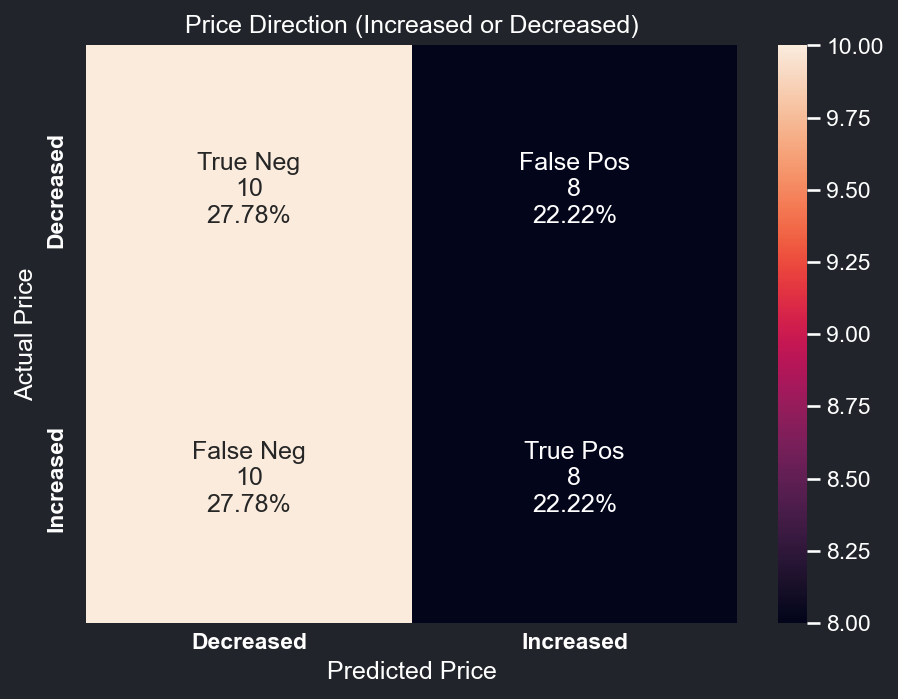 Price Direction (Increased or Decreased)
Actual Price
Decreased
True Neg
10
27.78%
False Pos
8
22.22%
Increased
False Neg
10
27.78%
True Pos
8
22.22%
Decreased
Increased
Predicted Price
10.00
9.75
9.50
9.25
9.00
8.75
8.50
8.25
8.00